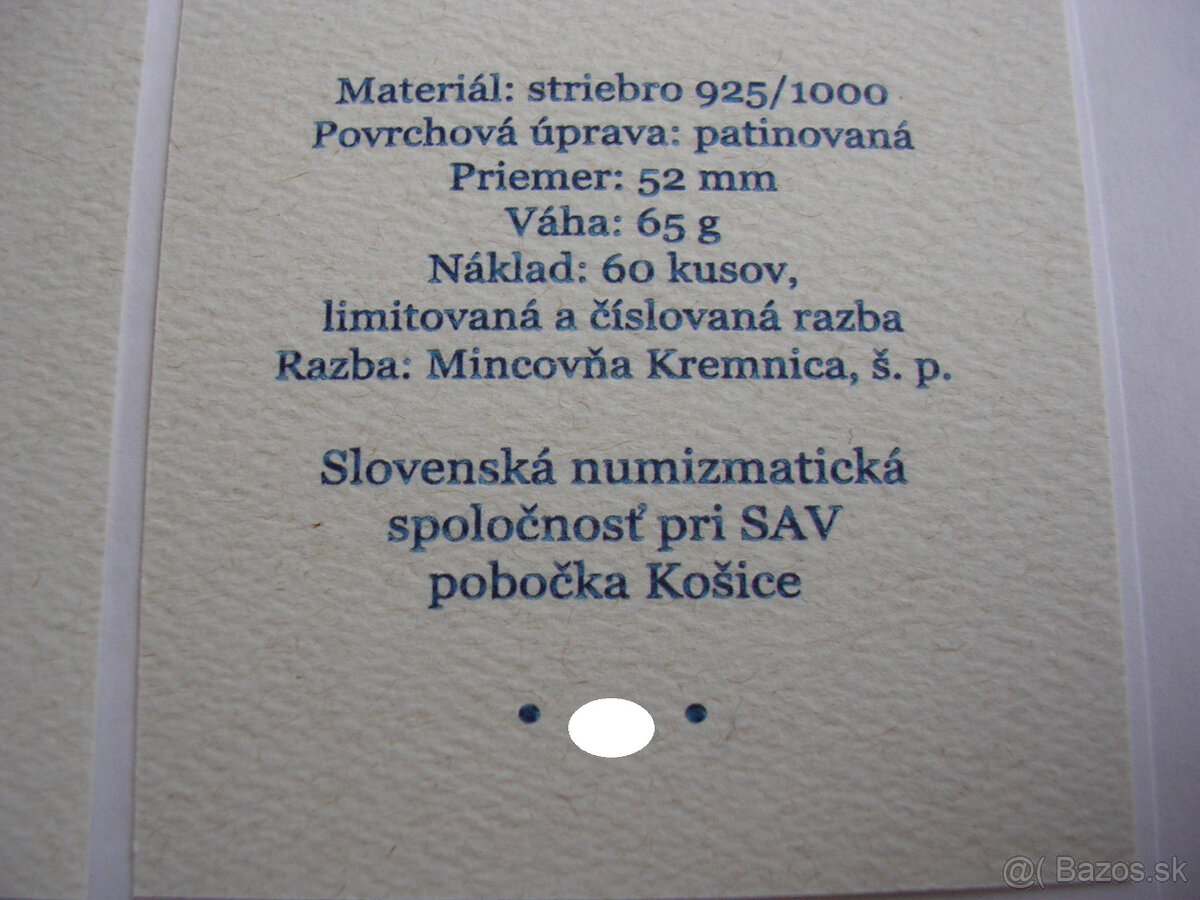 Materiál: striebro 925/1000
Povrchová úprava: patinovaná
Priemer: 52 mm
Váha: 65 g
Náklad: 60 kusov,
limitovaná a číslovaná razba
Razba: Mincovňa Kremnica, š. p.
Slovenská numizmatická
spoločnosť pri SAV
pobočka Košice
• •
@( Bazos.sk